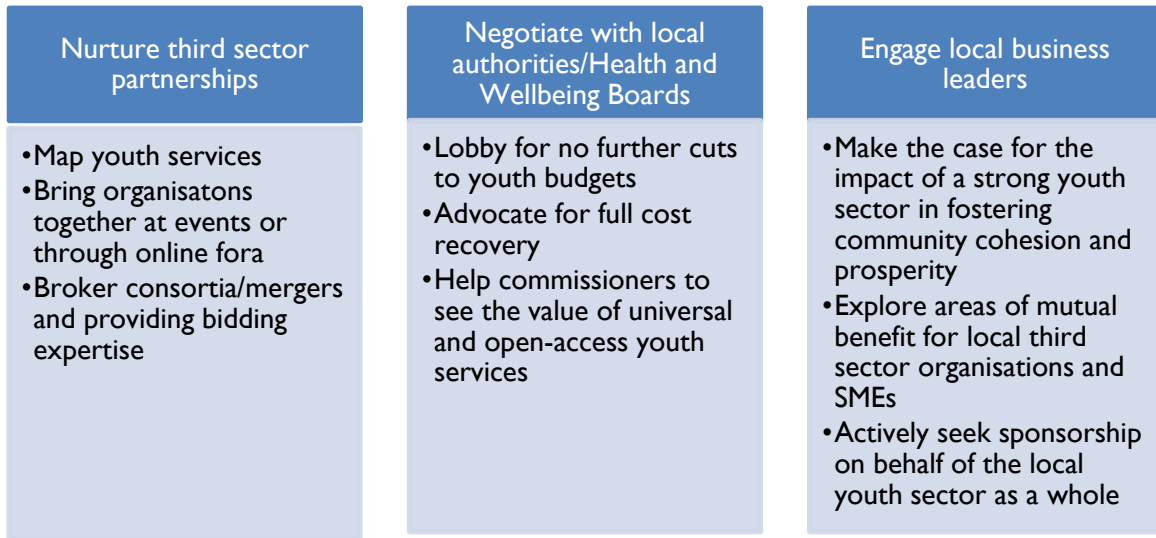 Nurture third sector
partnerships
•Map youth services
•Bring organisatons
together at events or
through online fora
•Broker consortia/mergers
and providing bidding
expertise
Negotiate with local
authorities/Health and
Wellbeing Boards
•Lobby for no further cuts
to youth budgets
•Advocate for full cost
recovery
•Help commissioners to
see the value of universal
and open-access youth
services
Engage local business
leaders
•Make the case for the
impact of a strong youth
sector in fostering
community cohesion and
prosperity
•Explore areas of mutual
benefit for local third
sector organisations and
SMEs
•Actively seek sponsorship
on behalf of the local
youth sector as a whole